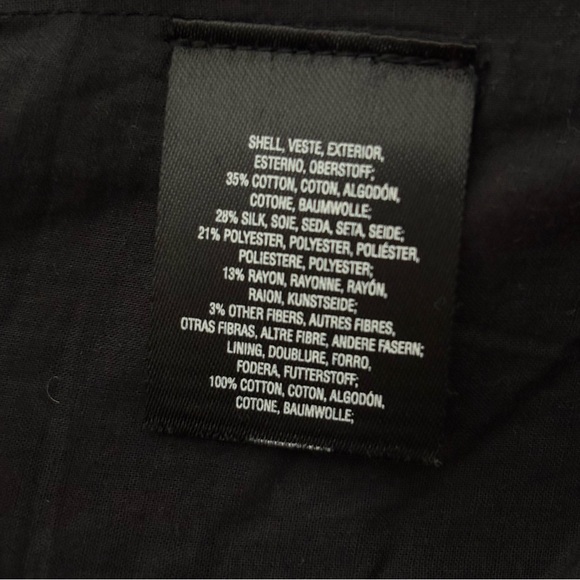 SHELL, VESTE, EXTERIOR,
ESTERNO, OBERSTOFF;
35% COTTON, COTON, ALGODÓN,
COTONE, BAUMWOLLE;
28% SILK, SOIE, SEDA, SETA, SEIDE;
21% POLYESTER, POLYESTER, POLIÉSTER,
POLIESTERE, POLYESTER;
13% RAYON, RAYONNE, RAYÓN,
RAION, KUNSTSEIDE;
3% OTHER FIBERS, AUTRES FIBRES,
OTRAS FIBRAS, ALTRE FIBRE, ANDERE FASERN;
LINING, DOUBLURE, FORRO,
FODERA, FUTTERSTOFF;
100% COTTON, COTON, ALGODÓN,
COTONE, BAUMWOLLE;